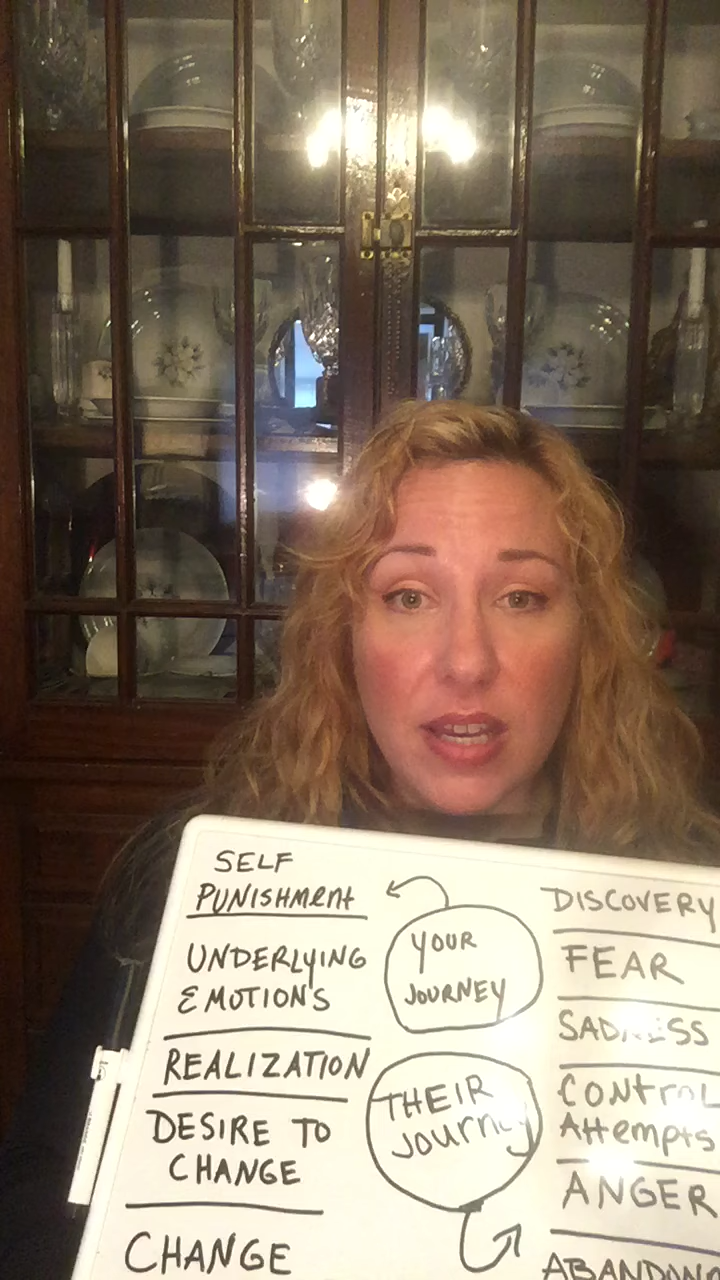 SELF
PUNISHMENT
UNDERLYING
EMOTIONS
REALIZATION
DESIRE TO
CHANGE
CHANGE
YOUR
JOURNEY
THEIR
Journey
DISCOVERY
FEAR
SADNESS
CONTROL
Attempts
ANGER